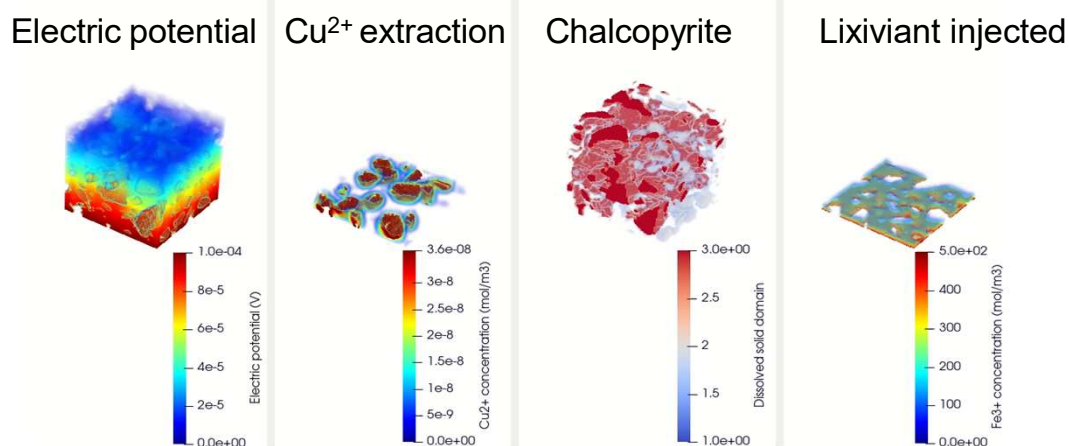 Electric potential
Cu²⁺ extraction
Chalcopyrite
Lixiviant injected
1.0e-04
8e-5
6e-5
4e-5
2e-5
0.0e+00
Electric potential (V)
3.6e-08
3e-8
2.5e-8
2e-8
1.5e-8
1e-8
5e-9
0.0e+00
Cu2+ concentration (mol/m3)
3.0e+00
2.5
2
1.5
1.0e+00
Dissolved solid domain
5.0e+02
400
300
200
100
0.0e+00
Fe3+ concentration (mol/m3)